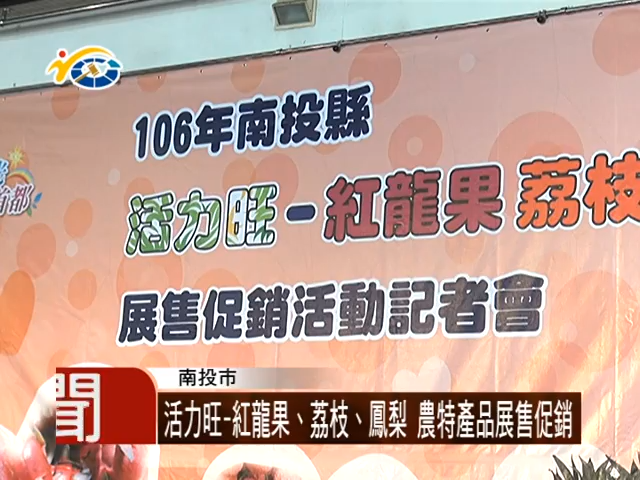 106年南投縣
都
活力旺-紅龍果 荔枝
展售促銷活動記者會
聞
南投市
活力旺-紅龍果、荔枝、鳳梨 農特產品展售促銷